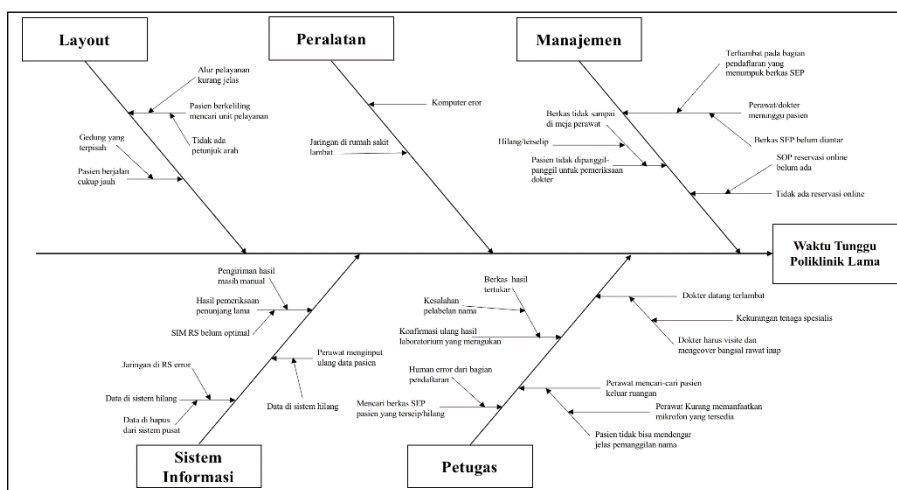 Layout
Peralatan
Manajemen
Alur pelayanan
kurang jelas
Pasien berkeliling
mencari unit pelayanan
Tidak ada
petunjuk arah
Gedung yang
terpisah
Pasien berjalan
cukup jauh
Komputer eror
Jaringan di rumah sakit
lambat
Terhambat pada bagian
pendaftaran yang
menumpuk berkas SEP
Perawat/dokter
menunggu pasien
Berkas SEP belum diantar
Berkas tidak sampai
di meja perawat
Hilang/terselip
Pasien tidak dipanggil-
panggil untuk pemeriksaan
dokter
SOP reservasi online
belum ada
Tidak ada reservasi online
Waktu Tunggu
Poliklinik Lama
Pengiriman hasil
masih manual
Hasil pemeriksaan
penunjang lama
SIM RS belum optimal
Perawat menginput
ulang data pasien
Data di sistem hilang
Jaringan di RS error
Data di sistem hilang
Data di hapus
dari sistem pusat
Berkas hasil
tertukar
Kesalahan
pelabelan nama
Konfirmasi ulang hasil
laboratorium yang meragukan
Human error dari bagian
pendaftaran
Mencari berkas SEP
pasien yang terscip/hilang
Dokter datang terlambat
Kekurangan tenaga spesialis
Dokter harus visite dan
mengcover bangsal rawat inap
Perawat mencari-cari pasien
keluar ruangan
Perawat Kurang memanfaatkan
mikrofon yang tersedia
Pasien tidak bisa mendengar
jelas pemanggilan nama
Sistem
Informasi
Petugas